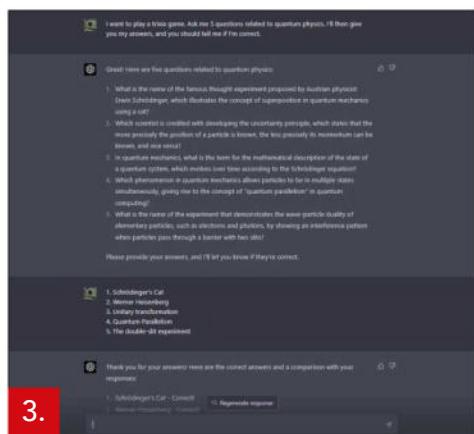 I want to play a trivia game. Ask me 5 questions related to quantum physics. I'll then give
you my answers, and you should tell me if I'm correct.
Great! Here are five questions related to quantum physics:
1. What is the name of the famous thought experiment proposed by Austrian physicist
Erwin Schrödinger, which illustrates the concept of superposition in quantum mechanics
using a cat?
2. Which scientist is credited with developing the uncertainty principle, which states that the
more precisely the position of a particle is known, the less precisely its momentum can be
known, and vice versa?
3. In quantum mechanics, what is the term for the mathematical description of the state of
a quantum system, which evolves over time according to the Schrödinger equation?
4. Which phenomenon in quantum mechanics allows particles to be in multiple states
simultaneously, giving rise to the concept of "quantum parallelism" in quantum
computing?
5. What is the name of the experiment that demonstrates the wave-particle duality of
elementary particles, such as electrons and photons, by showing an interference pattern
when particles pass through a barrier with two slits?
Please provide your answers, and I'll let you know if they're correct.
1. Schrödinger's Cat
2. Werner Heisenberg
3. Unitary transformation
4. Quantum Parallelism
5. The double-slit experiment
Thank you for your answers! Here are the correct answers and a comparison with your
responses:
1. Schrödinger's Cat - Correct!
2. Werner Heisenberg - Correct!
Regenerate response
3.